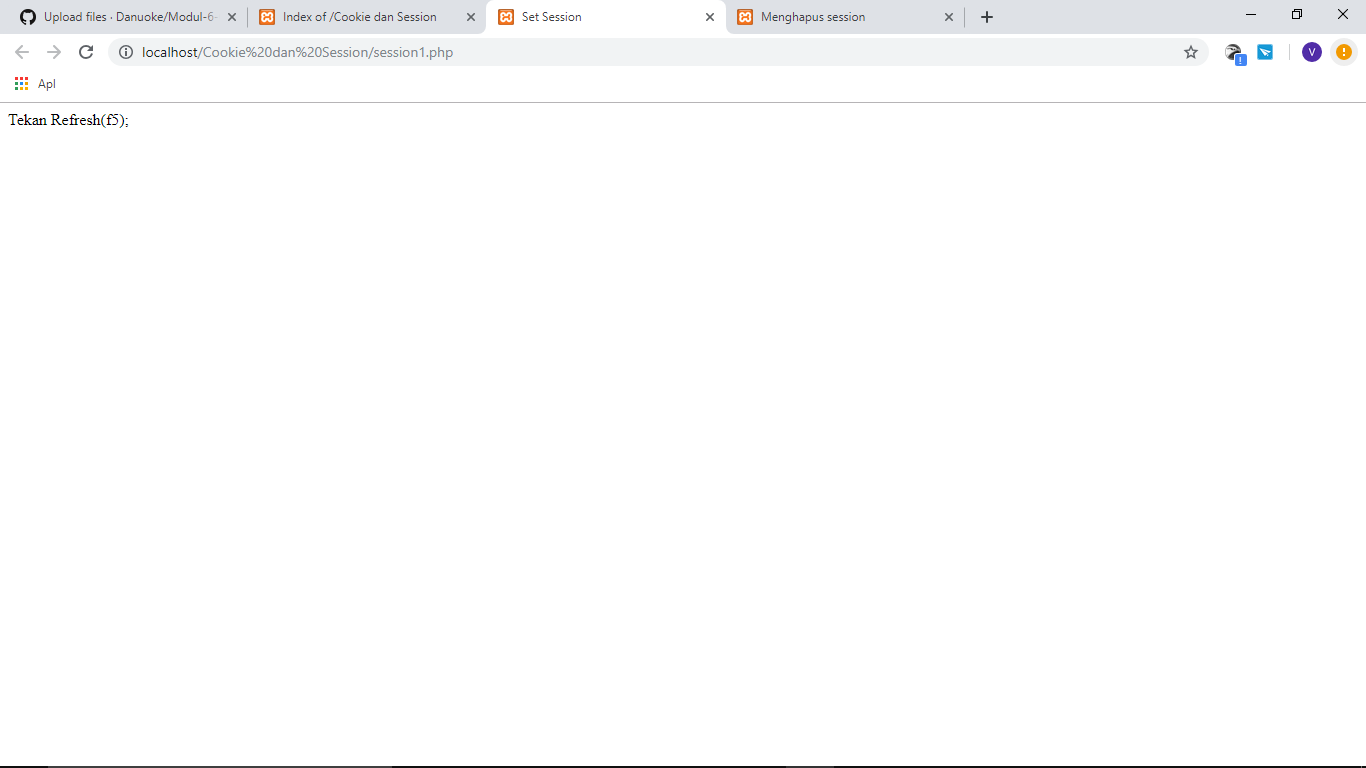 Upload files · Danuoke/Modul-6-
Index of /Cookie dan Session
Set Session
Menghapus session
localhost/Cookie%20dan%20Session/session1.php
V
Apl
Tekan Refresh(f5);